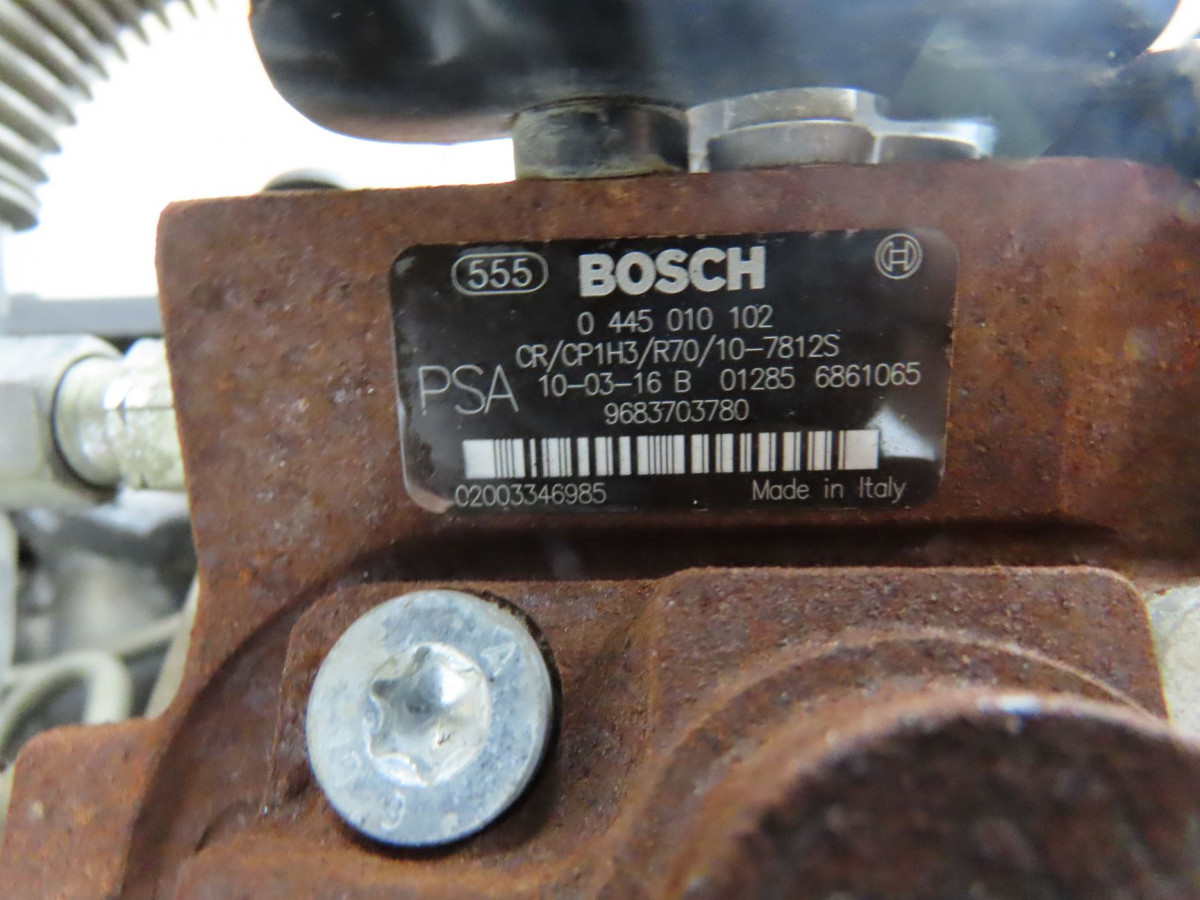 555 BOSCH
0 445 010 102
CR/CP1H3/R70/10-7812S
PSA 10-03-16 B 01285 6861065
9683703780
02003346985 Made in Italy